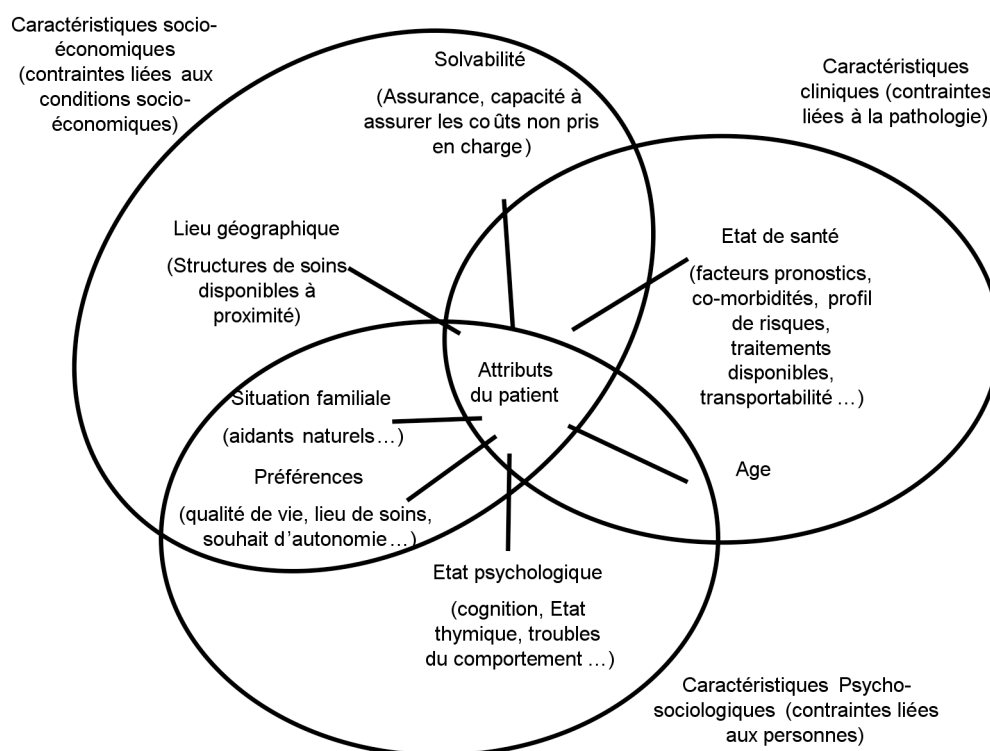 Caractéristiques socio-
économiques
(contraintes liées aux
conditions socio-
économiques)
Solvabilité
(Assurance, capacité à
assurer les coûts non pris
en charge)
Caractéristiques
cliniques (contraintes
liées à la pathologie)
Lieu géographique
(Structures de soins
disponibles à
proximité)
Etat de santé
(facteurs pronostics,
co-morbidités, profil
de risques,
traitements
disponibles,
transportabilité …)
Attributs
du patient
Situation familiale
(aidants naturels…)
Préférences
(qualité de vie, lieu de soins,
souhait d’autonomie…)
Age
Etat psychologique
(cognition, Etat
thymique, troubles
du comportement …)
Caractéristiques Psycho-
sociologiques (contraintes liées
aux personnes)